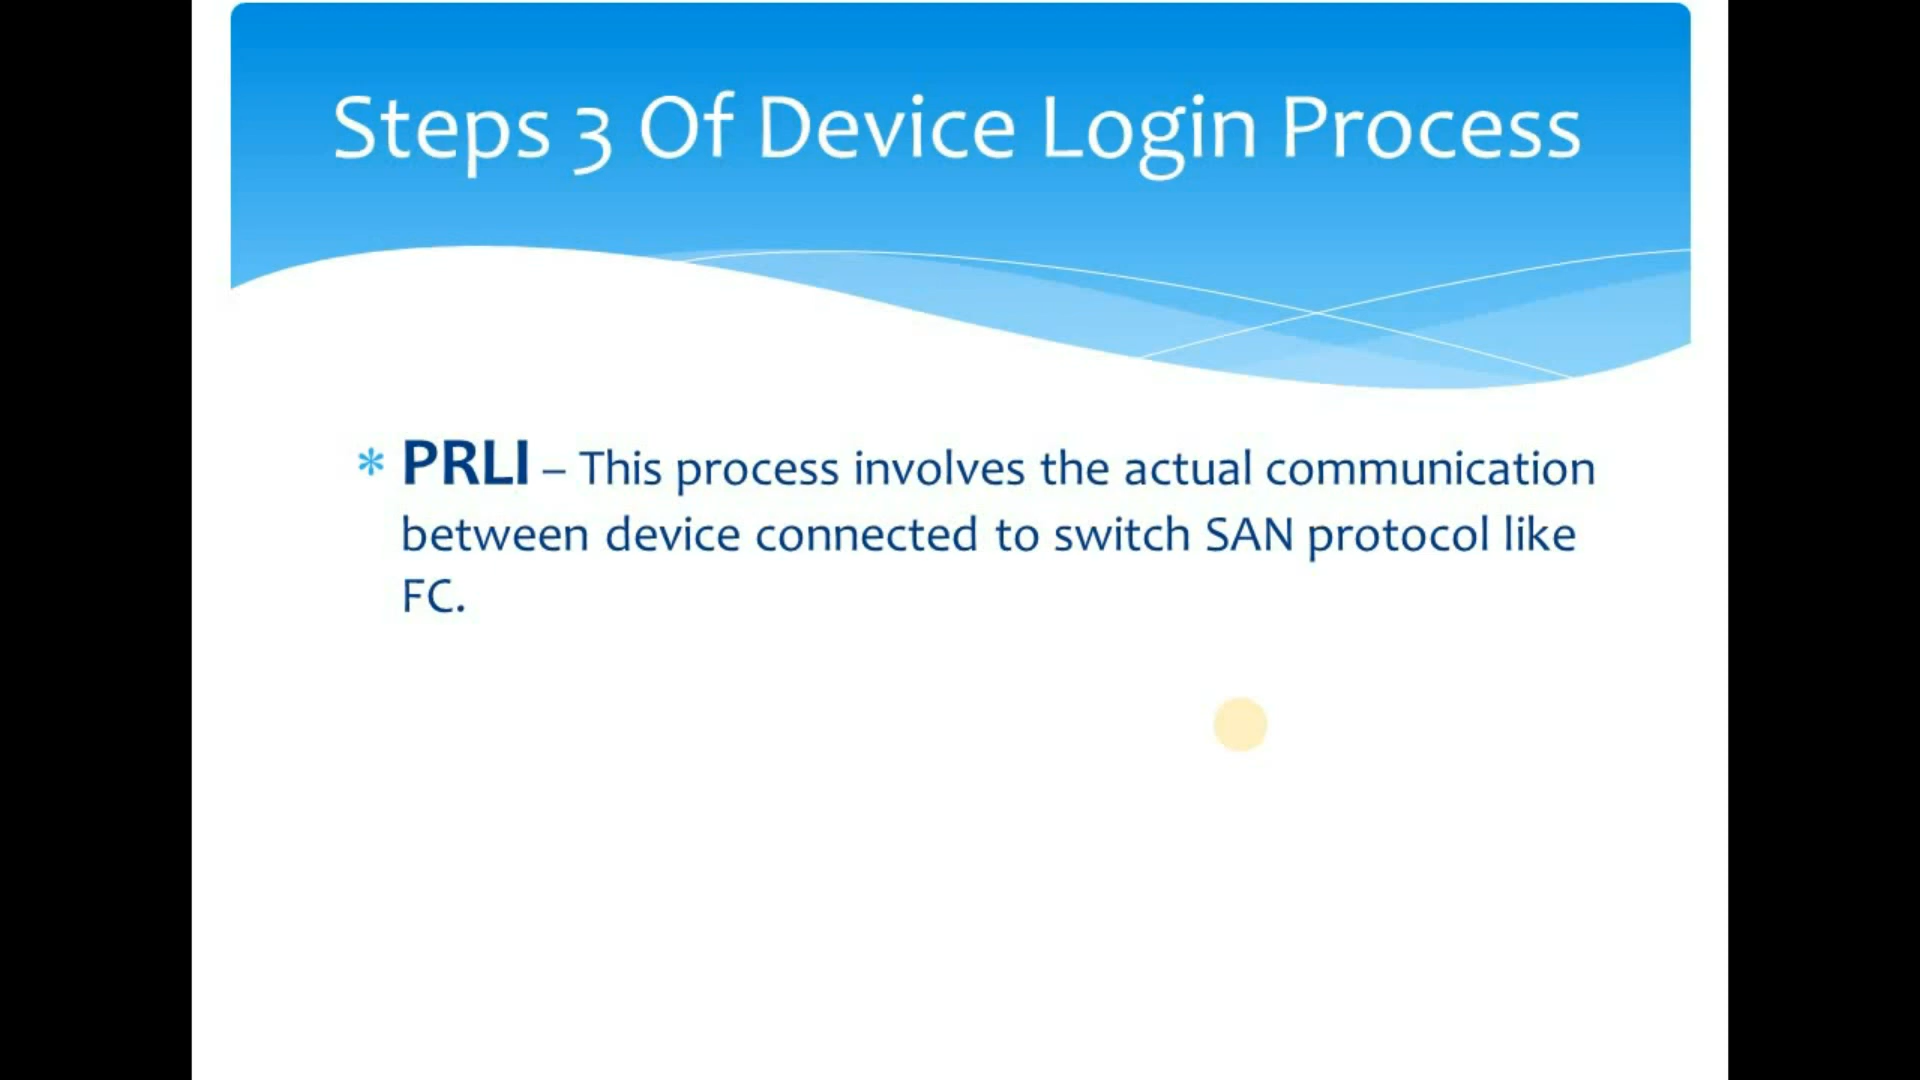 Steps 3 Of Device Login Process
* PRLI – This process involves the actual communication
between device connected to switch SAN protocol like
FC.